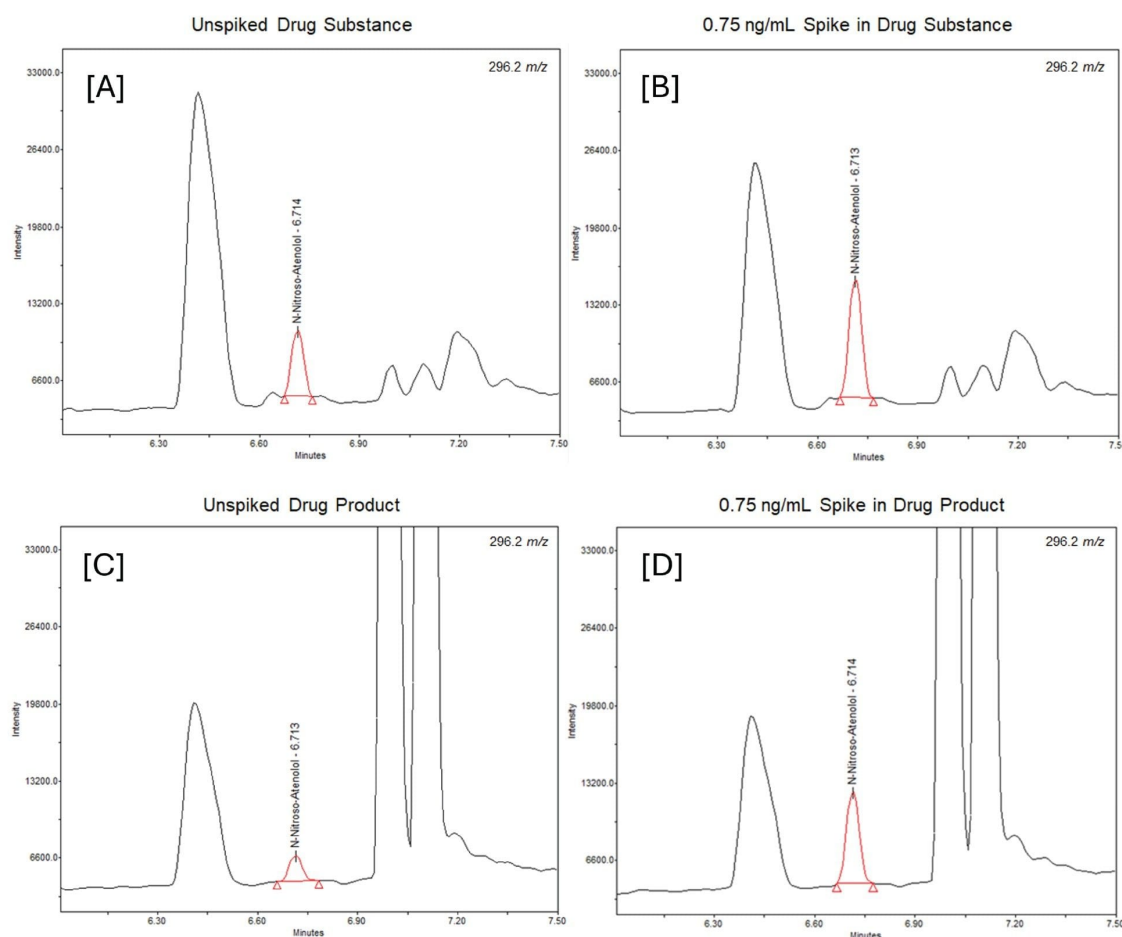 Unspiked Drug Substance
[A]
296.2 m/z
33000.0
26400.0
19800.0
13200.0
6600.0
Intensity
N-Nitroso-Atenolol - 6.714
6.30
6.60
6.90
7.20
7.50
Minutes
0.75 ng/mL Spike in Drug Substance
[B]
296.2 m/z
33000.0
26400.0
19800.0
13200.0
6600.0
Intensity
N-Nitroso-Atenolol - 6.713
6.30
6.60
6.90
7.20
7.5
Minutes
Unspiked Drug Product
[C]
296.2 m/z
33000.0
26400.0
19800.0
13200.0
6600.0
Intensity
N-Nitroso-Atenolol - 6.713
6.30
6.60
6.90
7.20
7.50
Minutes
0.75 ng/mL Spike in Drug Product
[D]
296.2 m/z
33000.0
26400.0
19800.0
13200.0
6600.0
Intensity
N-Nitroso-Atenolol - 6.714
6.30
6.60
6.90
7.20
7.50
Minutes